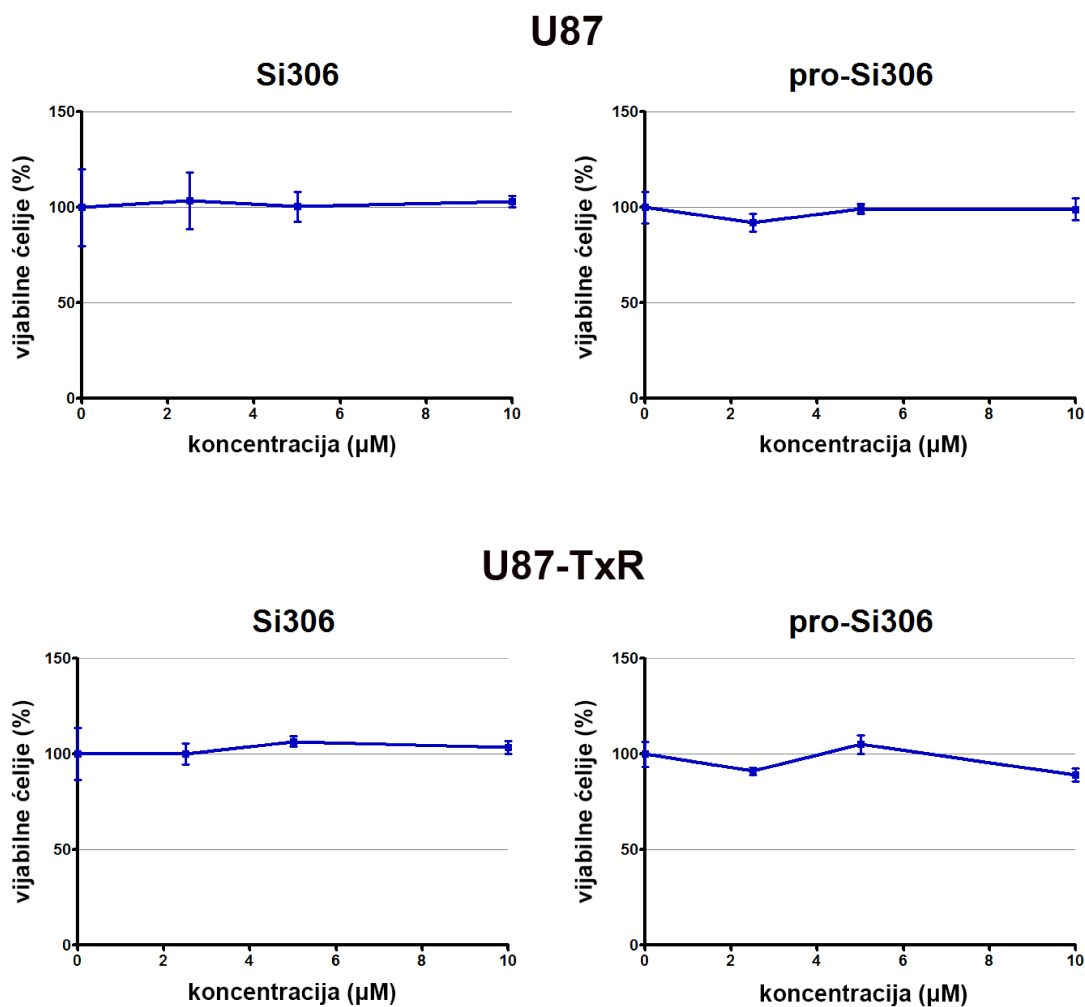 U87
Si306
pro-Si306
150
100
50
0
vijabilne ćelije (%)
0 2 4 6 8 10
koncentracija (µM)
150
100
50
0
vijabilne ćelije (%)
0 2 4 6 8 10
koncentracija (µM)
U87-TxR
Si306
pro-Si306
150
100
50
0
vijabilne ćelije (%)
0 2 4 6 8 10
koncentracija (µM)
150
100
50
0
vijabilne ćelije (%)
0 2 4 6 8 10
koncentracija (µM)